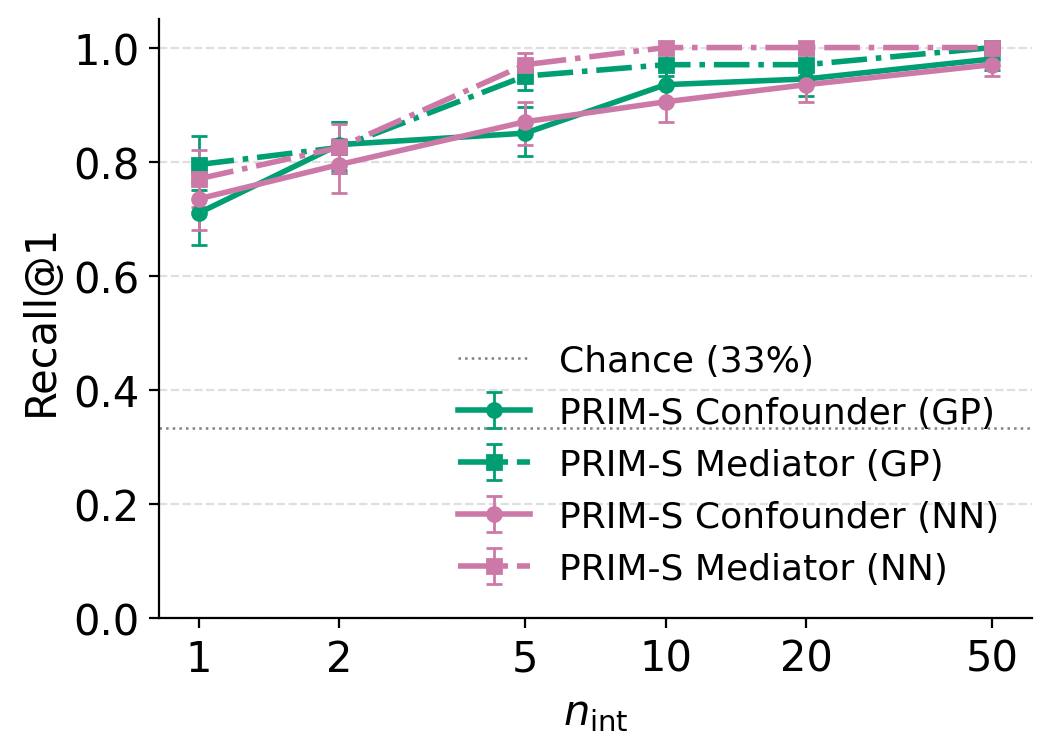 Recall@1
1.0
0.8
0.6
0.4
0.2
0.0
Chance (33%)
PRIM-S Confounder (GP)
PRIM-S Mediator (GP)
PRIM-S Confounder (NN)
PRIM-S Mediator (NN)
1 2 5 10 20 50
n_int